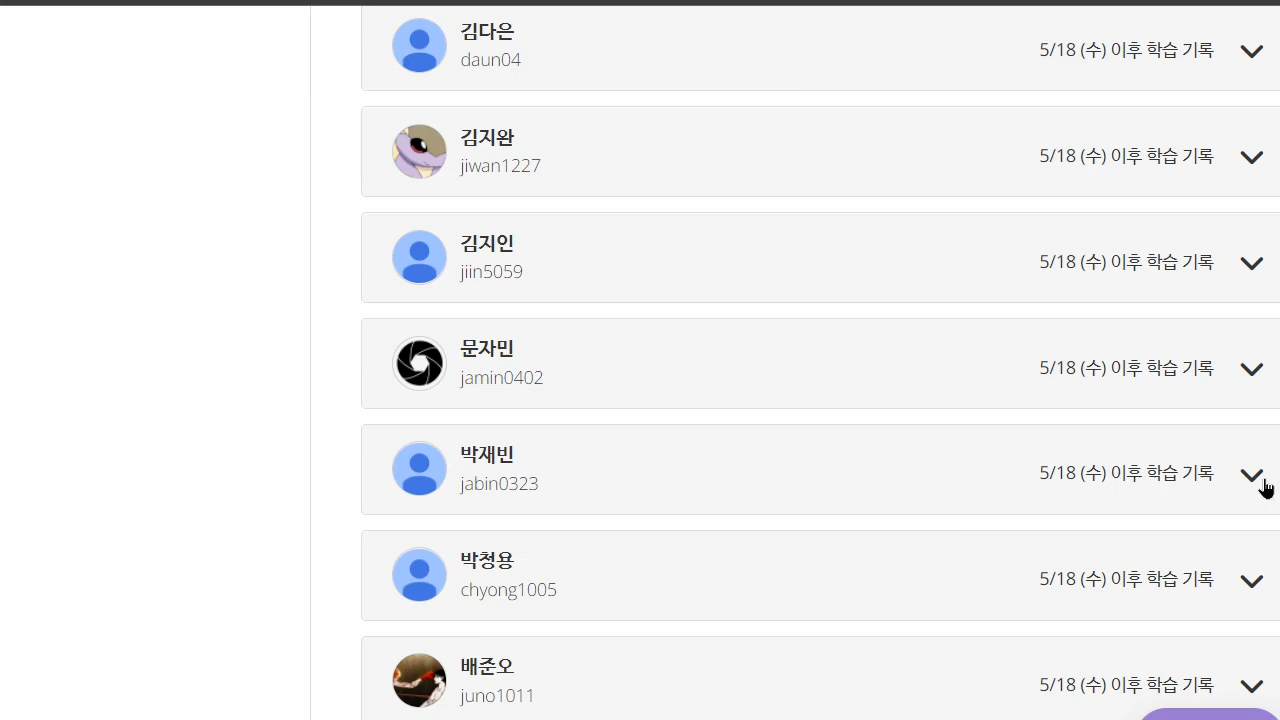 김다은
daun04
5/18 (수) 이후 학습 기록
김지완
jiwan1227
5/18 (수) 이후 학습 기록
김지인
jiin5059
5/18 (수) 이후 학습 기록
문자민
jamin0402
5/18 (수) 이후 학습 기록
박재빈
jabin0323
5/18 (수) 이후 학습 기록
박청용
chyong1005
5/18 (수) 이후 학습 기록
배준오
juno1011
5/18 (수) 이후 학습 기록